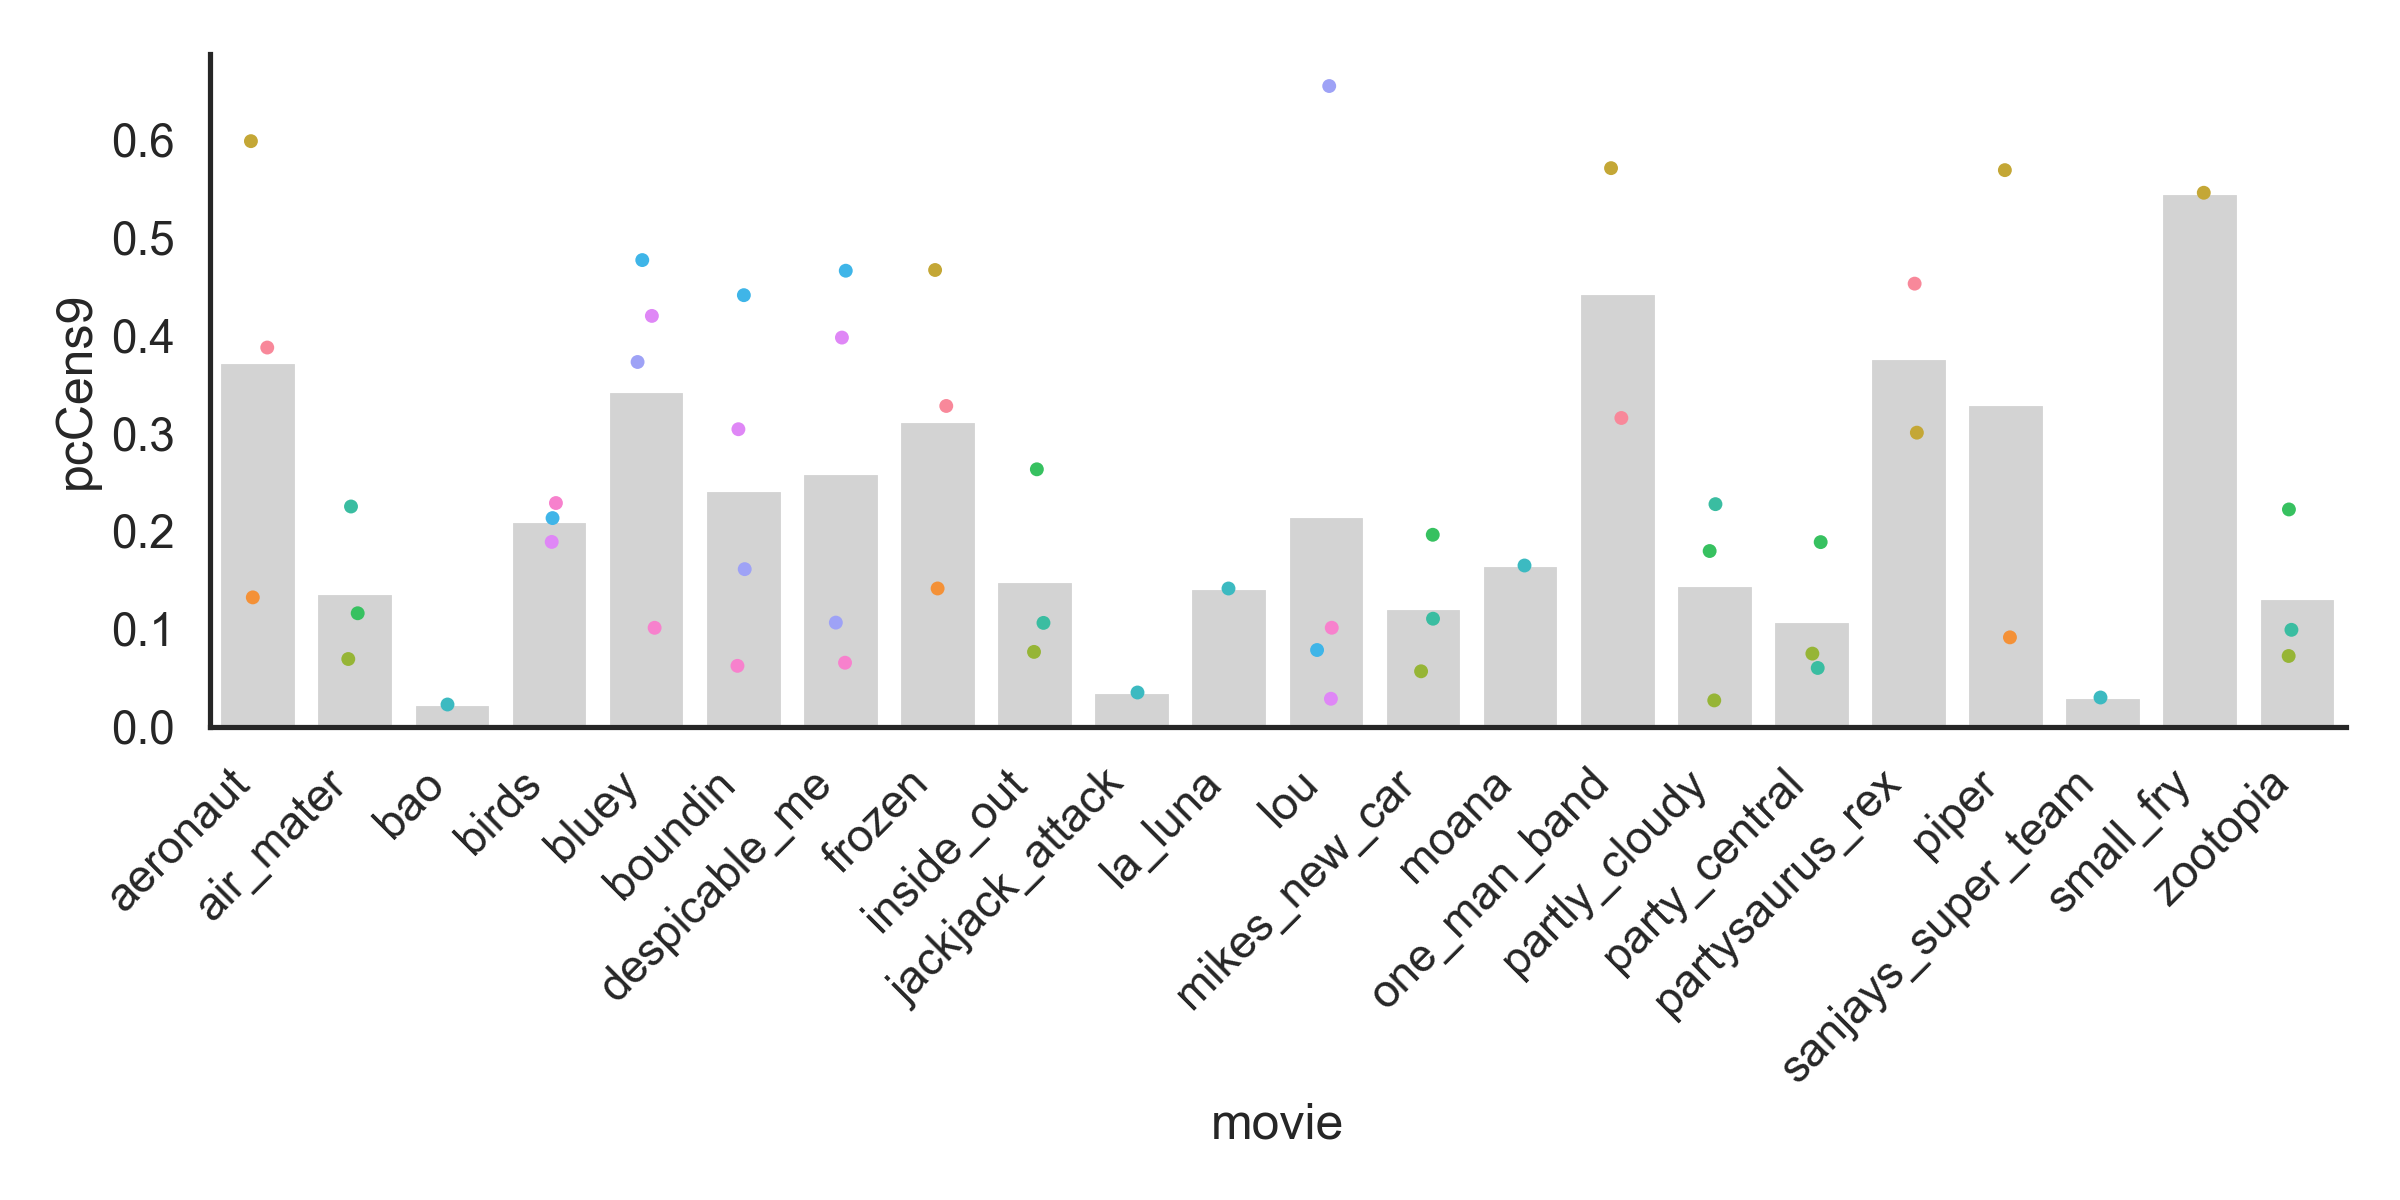 pcCens9
0.6
0.5
0.4
0.3
0.2
0.1
0.0
aeronaut
air_mater
bao
birds
bluey
boundin
despicable_me
frozen
inside_out
jackjack_attack
la_luna
lou
mikes_new_car
moana
one_man_band
partly_cloudy
party_central
partysaurus_rex
piper
sanjays_super_team
small_fry
zootopia
movie